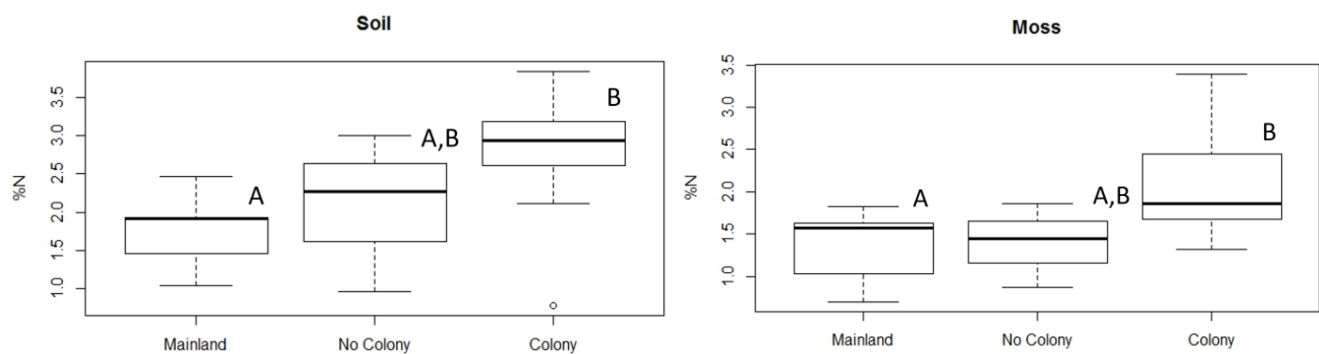 Soil
%N
3.5
3.0
2.5
2.0
1.5
1.0
A
A,B
B
Mainland
No Colony
Colony
Moss
%N
3.5
3.0
2.5
2.0
1.5
1.0
A
A,B
B
Mainland
No Colony
Colony